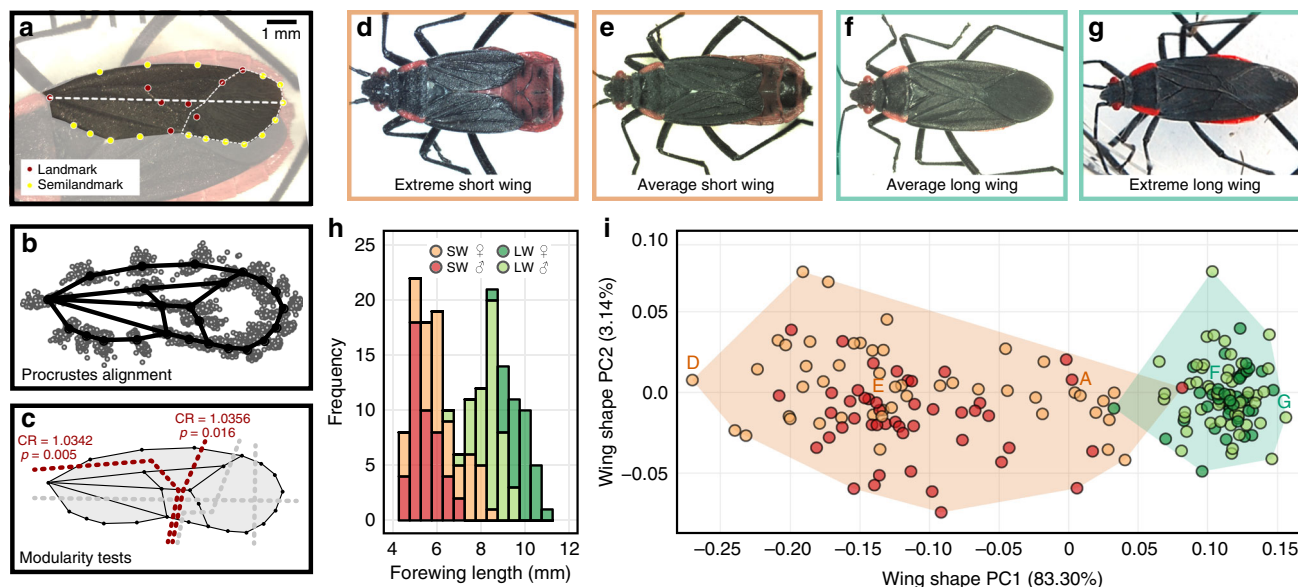 a
1 mm
Landmark
Semilandmark
b
Procrustes alignment
c
CR = 1.0342
p = 0.005
CR = 1.0356
p = 0.016
Modularity tests
d
Extreme short wing
e
Average short wing
f
Average long wing
g
Extreme long wing
h
Frequency
25
20
15
10
5
0
SW ♀ LW ♀
SW ♂ LW ♂
4 6 8 10 12
Forewing length (mm)
i
Wing shape PC2 (3.14%)
0.10
0.05
0.0
−0.05
D
E
A
F
G
−0.25 −0.20 −0.15 −0.10 −0.05 0 0.05 0.10 0.15
Wing shape PC1 (83.30%)